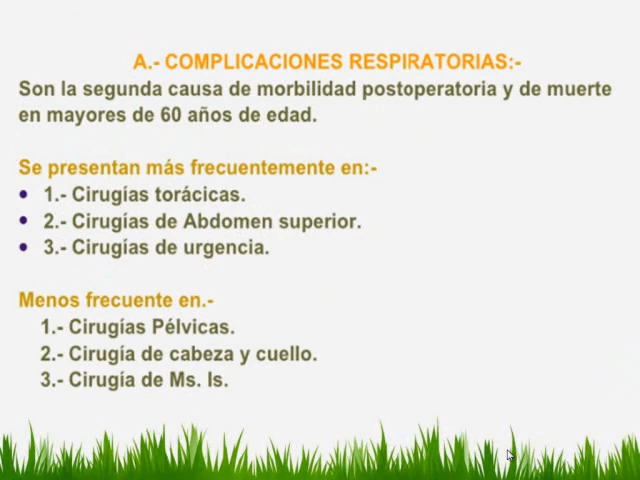 A.- COMPLICACIONES RESPIRATORIAS:-
Son la segunda causa de morbilidad postoperatoria y de muerte
en mayores de 60 años de edad.
Se presentan más frecuentemente en:-
• 1.- Cirugías torácicas.
• 2.- Cirugías de Abdomen superior.
• 3.- Cirugías de urgencia.
Menos frecuente en.-
1.- Cirugías Pélvicas.
2.- Cirugía de cabeza y cuello.
3.- Cirugía de Ms. Is.